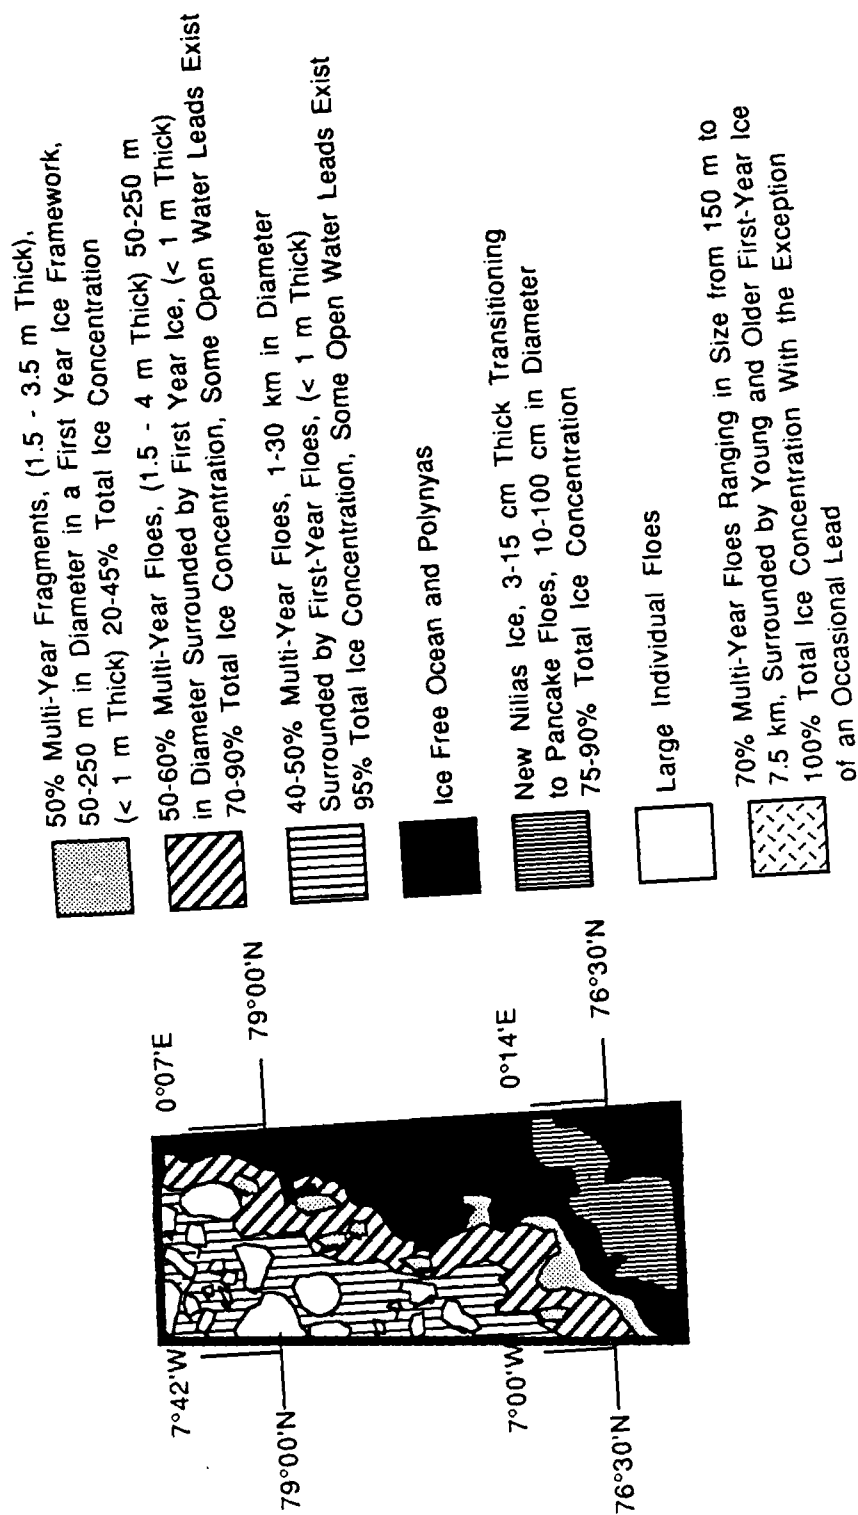 50% Multi-Year Fragments, (1.5 - 3.5 m Thick),
50-250 m in Diameter in a First Year Ice Framework,
(< 1 m Thick) 20-45% Total Ice Concentration
50-60% Multi-Year Floes, (1.5 - 4 m Thick) 50-250 m
in Diameter Surrounded by First Year Ice, (< 1 m Thick)
70-90% Total Ice Concentration, Some Open Water Leads Exist
40-50% Multi-Year Floes, 1-30 km in Diameter
Surrounded by First-Year Floes, (< 1 m Thick)
95% Total Ice Concentration, Some Open Water Leads Exist
Ice Free Ocean and Polynyas
New Nilias Ice, 3-15 cm Thick Transitioning
to Pancake Floes, 10-100 cm in Diameter
75-90% Total Ice Concentration
Large Individual Floes
70% Multi-Year Floes Ranging in Size from 150 m to
7.5 km, Surrounded by Young and Older First-Year Ice
100% Total Ice Concentration With the Exception
of an Occasional Lead
0°07'E
79°00'N
0°14'E
76°30'N
7°42'W
79°00'N
7°00'W
76°30'N